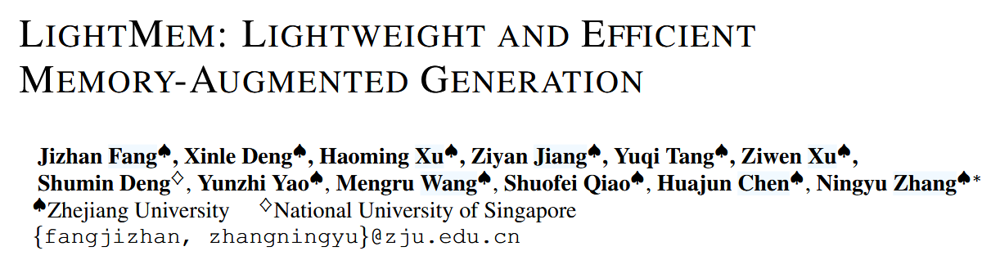 LIGHTMEM: LIGHTWEIGHT AND EFFICIENT
MEMORY-AUGMENTED GENERATION
Jizhan Fang♠, Xinle Deng♠, Haoming Xu♠, Ziyan Jiang♠, Yuqi Tang♠, Ziwen Xu♠,
Shumin Deng♢, Yunzhi Yao♠, Mengru Wang♠, Shuofei Qiao♠, Huajun Chen♠, Ningyu Zhang♠*
♠Zhejiang University ♢National University of Singapore
{fangjizhan, zhangningyu}@zju.edu.cn